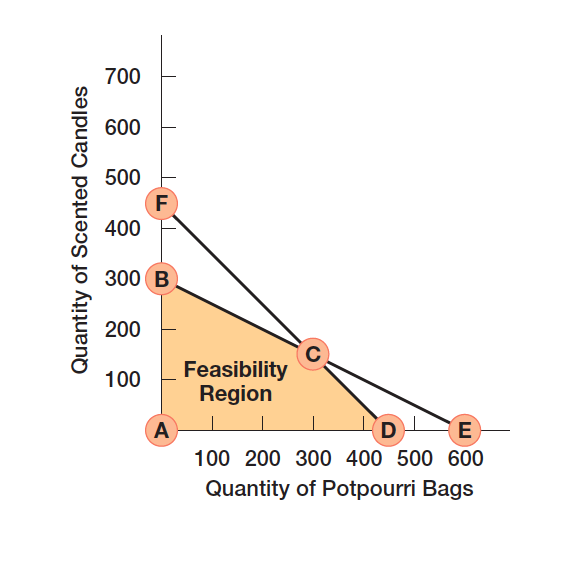 Quantity of Scented Candles
700
600
500
F
400
300 B
200
C
Feasibility
100
Region
A D E
100 200 300 400 500 600
Quantity of Potpourri Bags